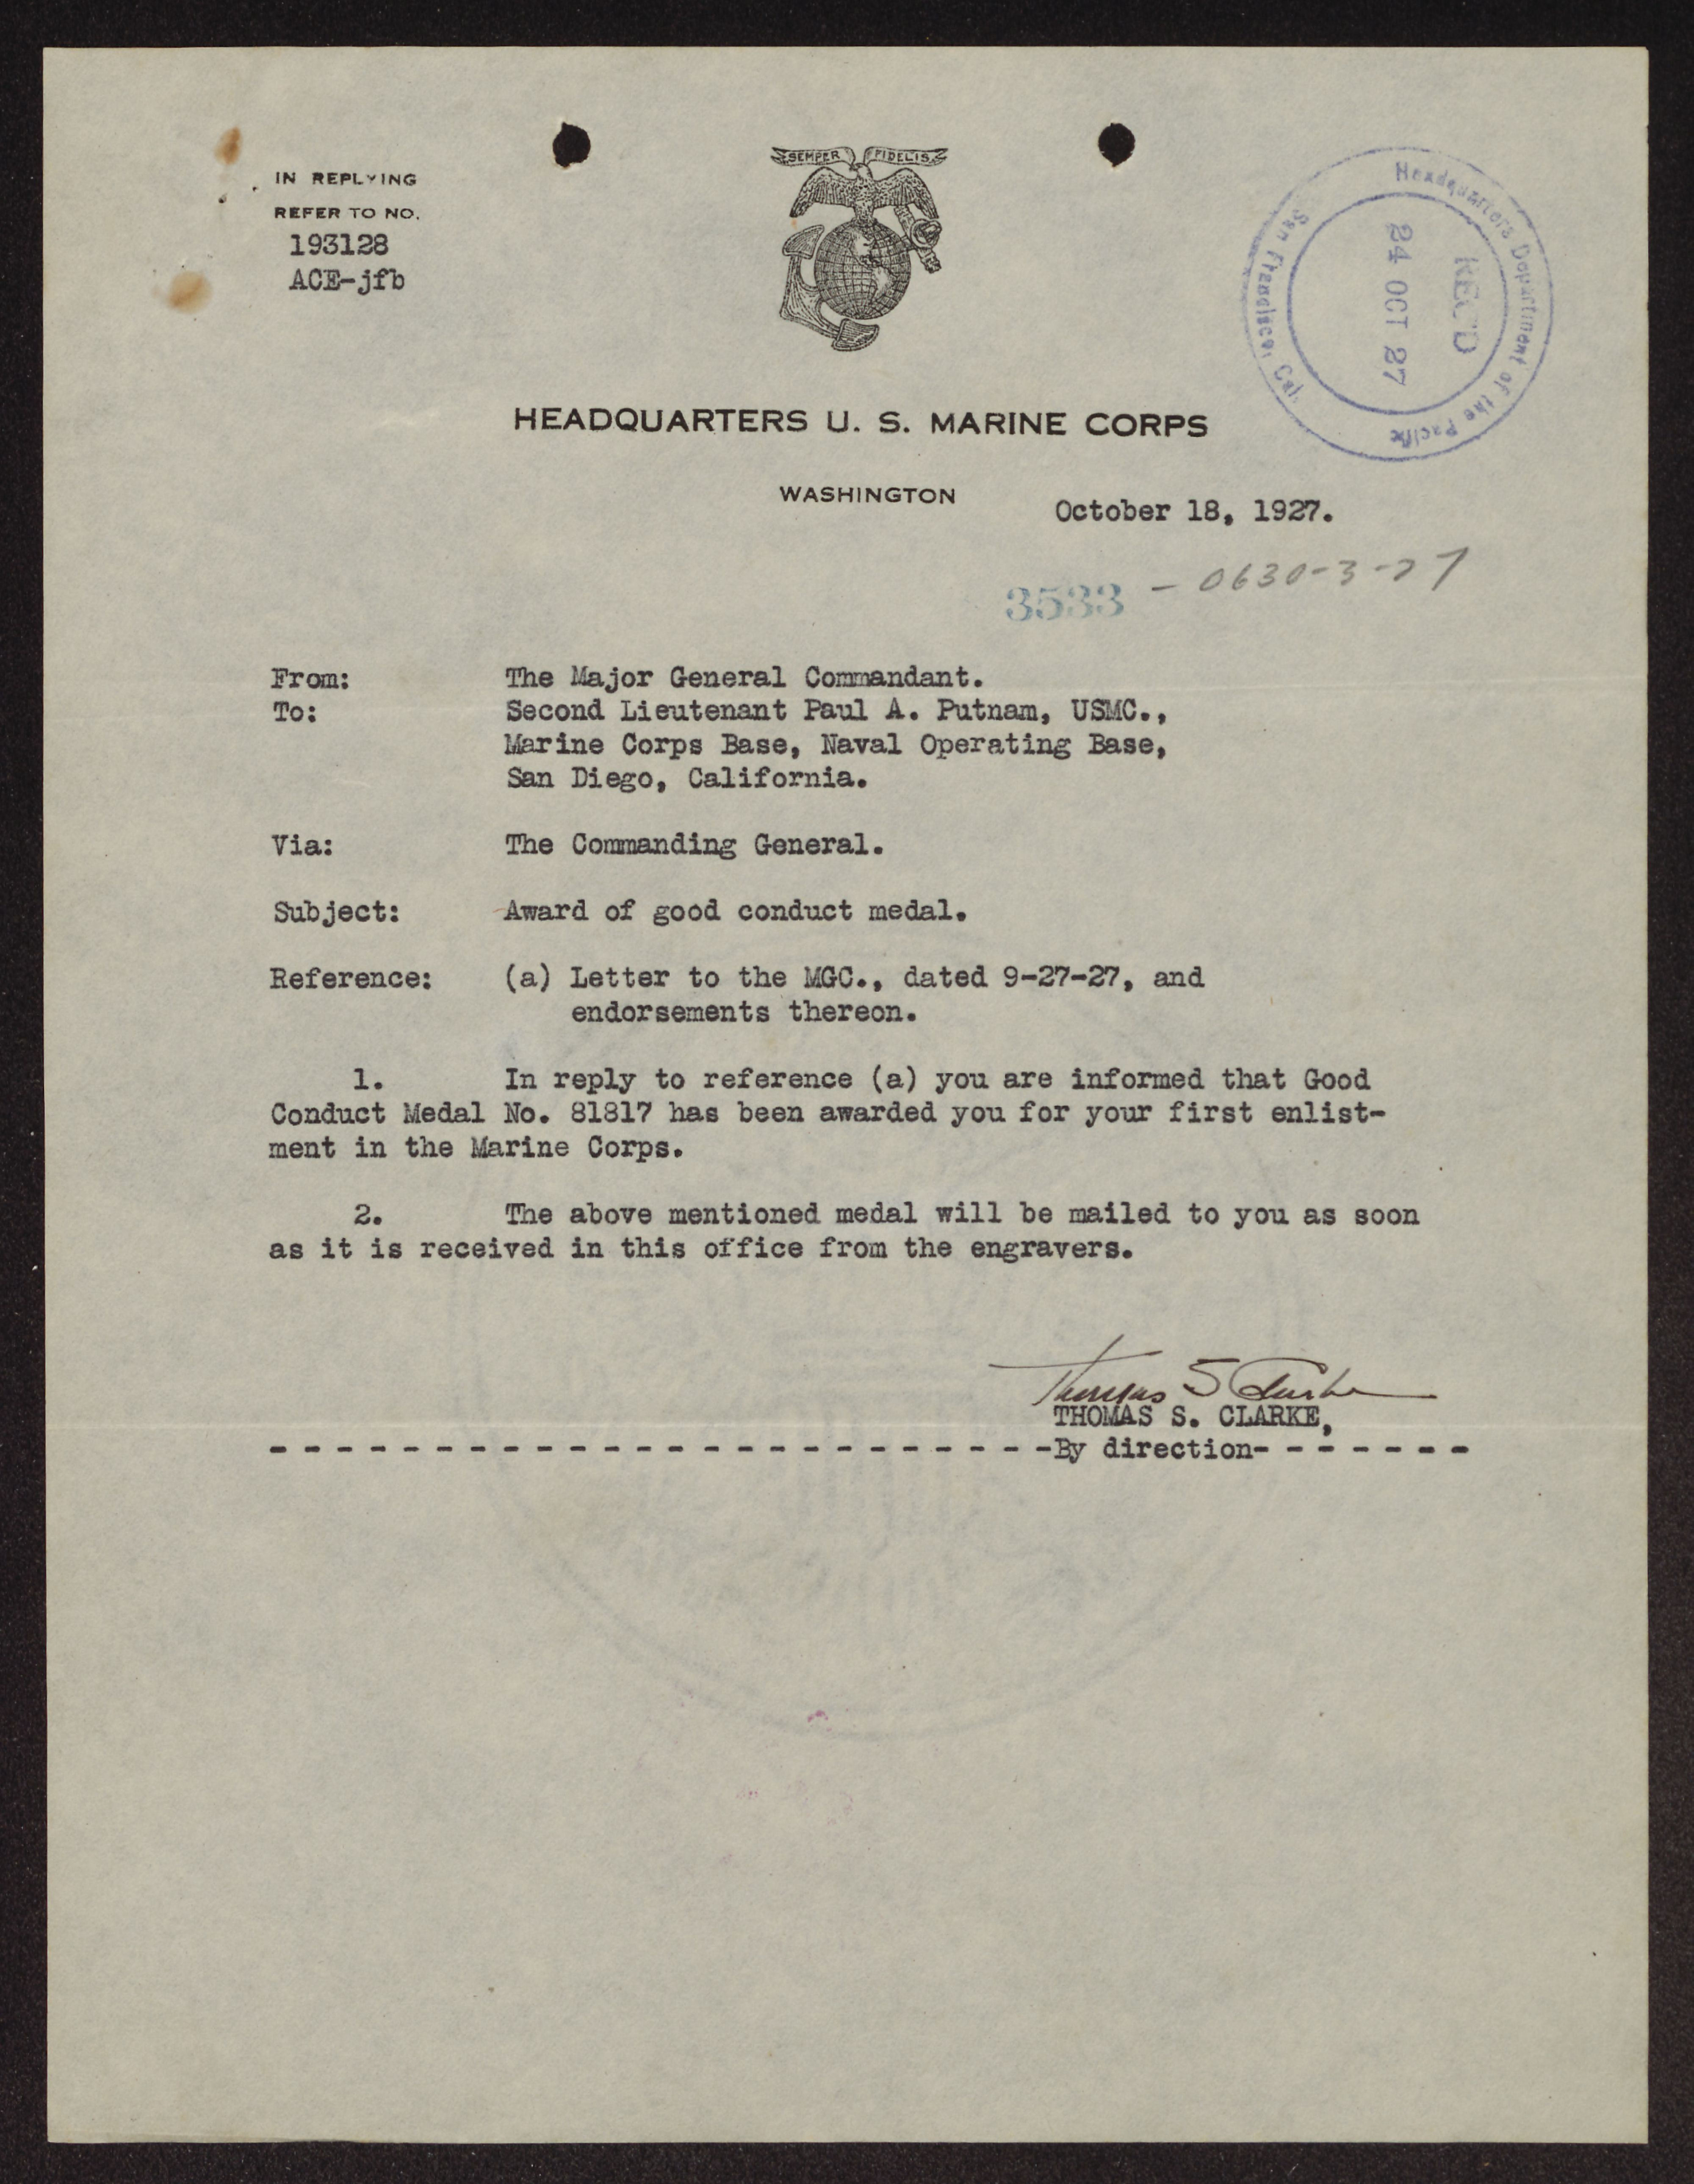 IN REPLYING
REFER TO NO.
193128
ACE-jfb
SEMPER FIDELIS
Headquarters Department of the Pacific
San Francisco, Cal.
REC'D
24 OCT 27
HEADQUARTERS U. S. MARINE CORPS
WASHINGTON
October 18, 1927.
3533 - 0630-3-27
From: The Major General Commandant.
To: Second Lieutenant Paul A. Putnam, USMC.,
Marine Corps Base, Naval Operating Base,
San Diego, California.
Via: The Commanding General.
Subject: Award of good conduct medal.
Reference: (a) Letter to the MGC., dated 9-27-27, and
endorsements thereon.
1. In reply to reference (a) you are informed that Good
Conduct Medal No. 81817 has been awarded you for your first enlist-
ment in the Marine Corps.
2. The above mentioned medal will be mailed to you as soon
as it is received in this office from the engravers.
Thomas S Clarke
THOMAS S. CLARKE,
- - - - - - - - - - - - - - - - - - - - - - - -By direction- - - - - - -